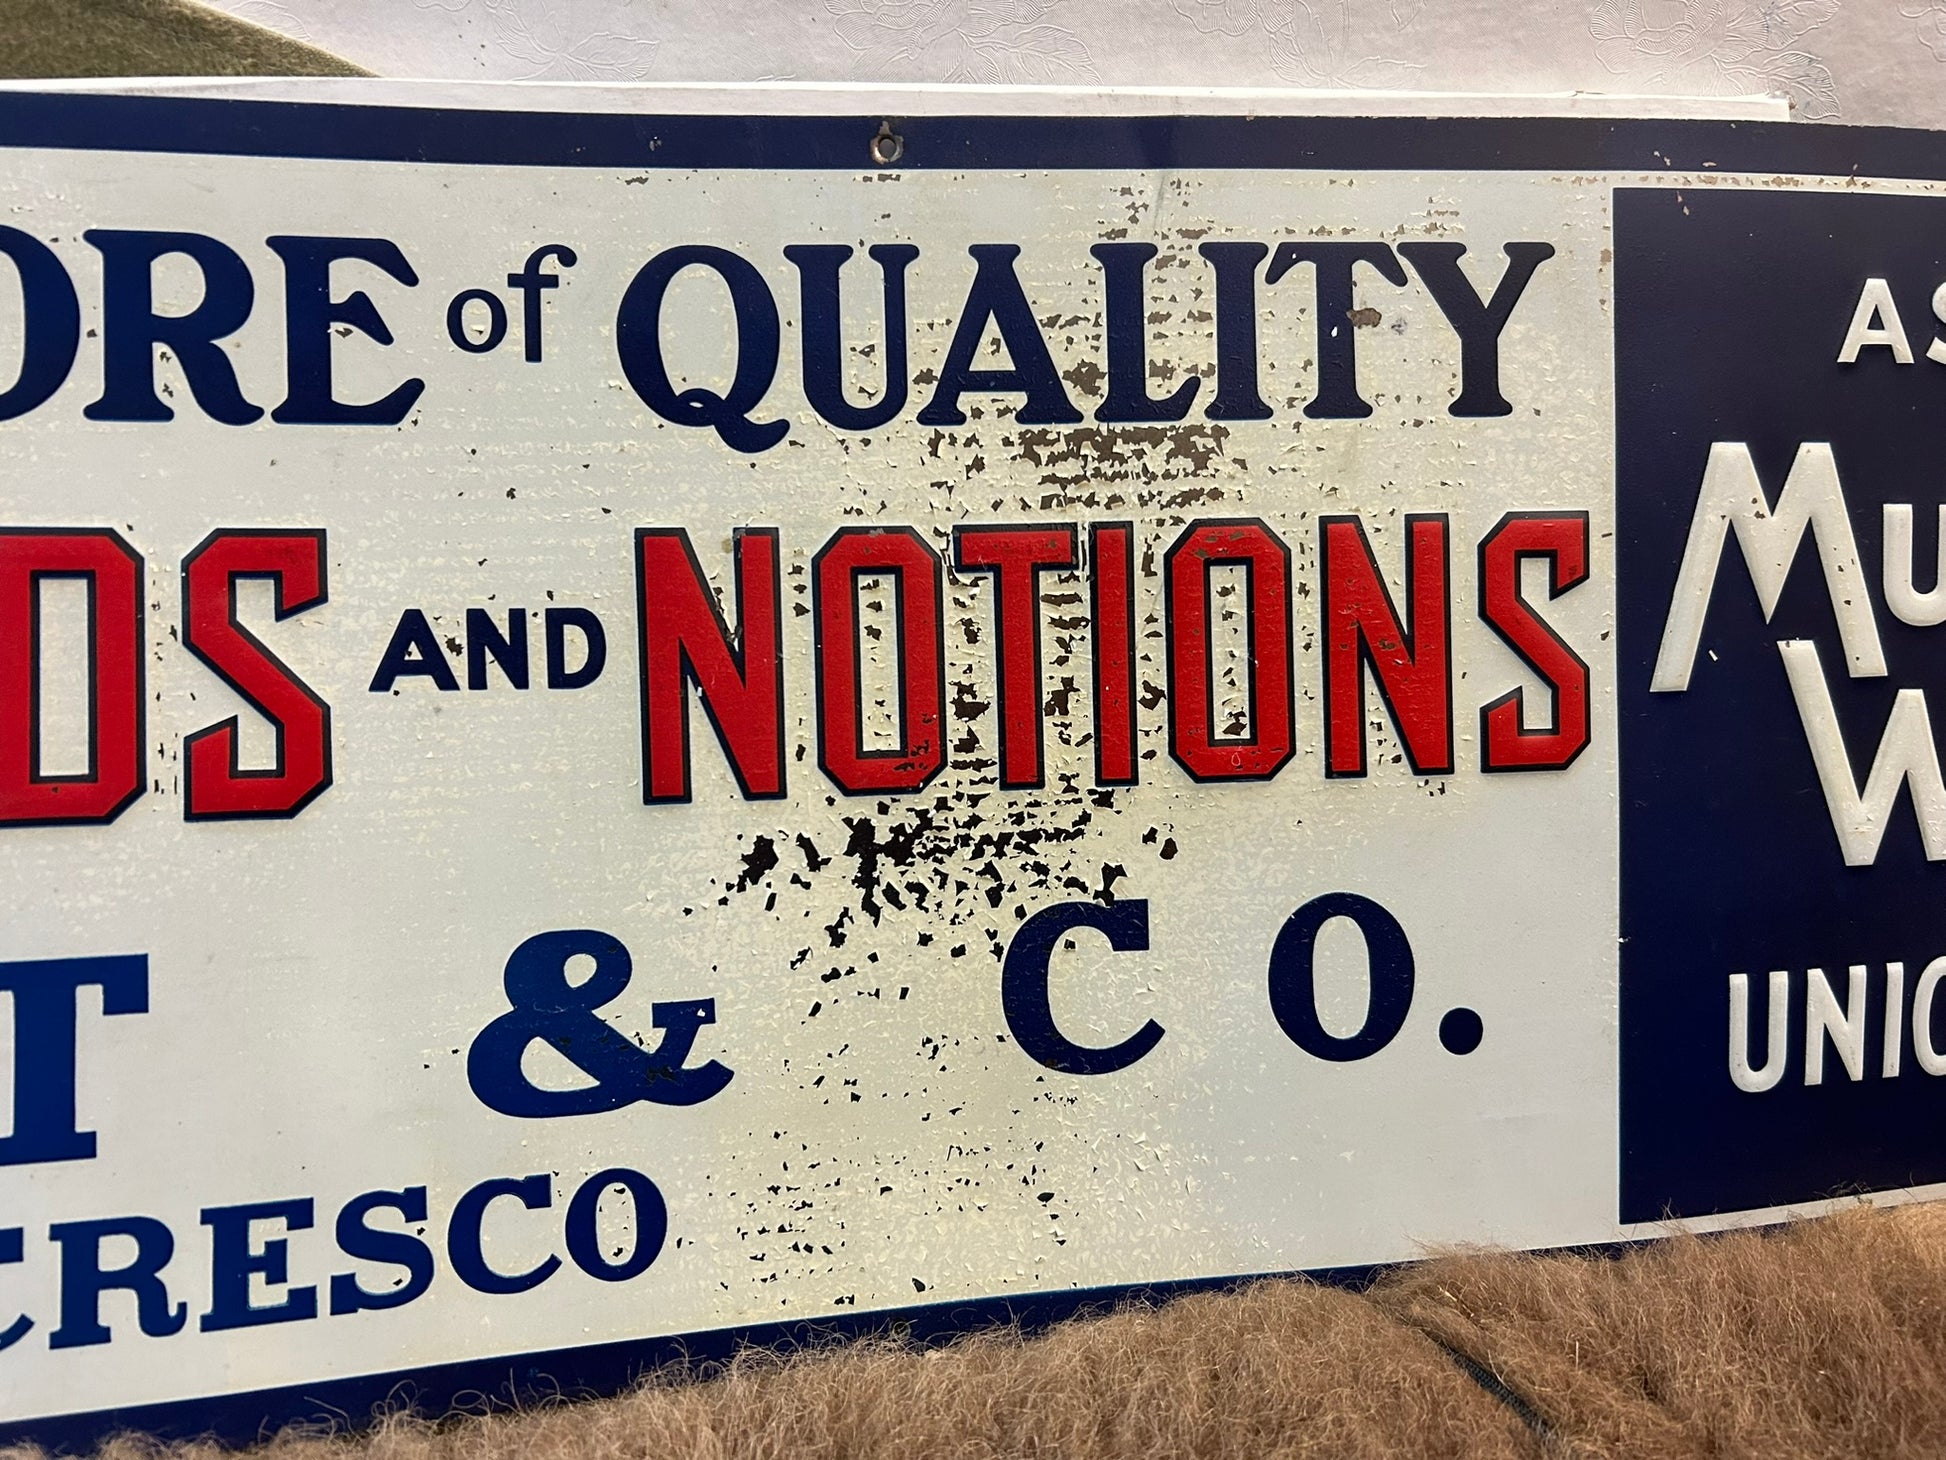 ORE of QUALITY
DS AND NOTIONS
T & CO.
CRESCO
AS
MU
W
UNIO